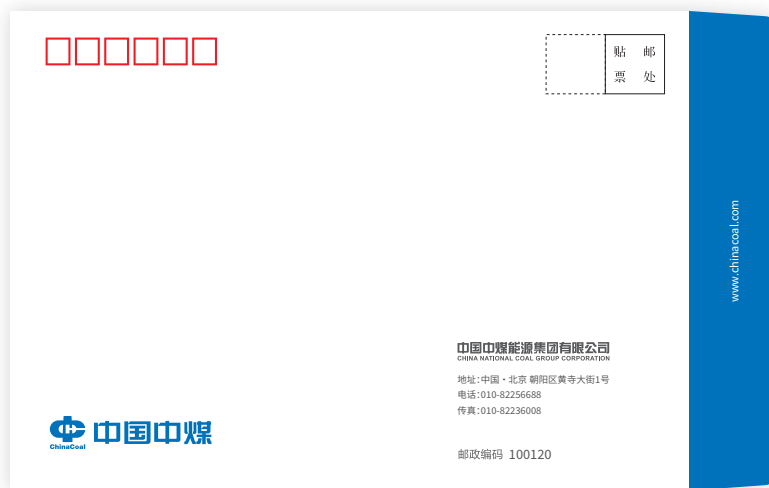 贴 邮
票 处
www.chinacoal.com
中国中煤能源集团有限公司
CHINA NATIONAL COAL GROUP CORPORATION
地址:中国·北京 朝阳区黄寺大街1号
电话:010-82256688
传真:010-82236008
中国中煤
ChinaCoal
邮政编码 100120